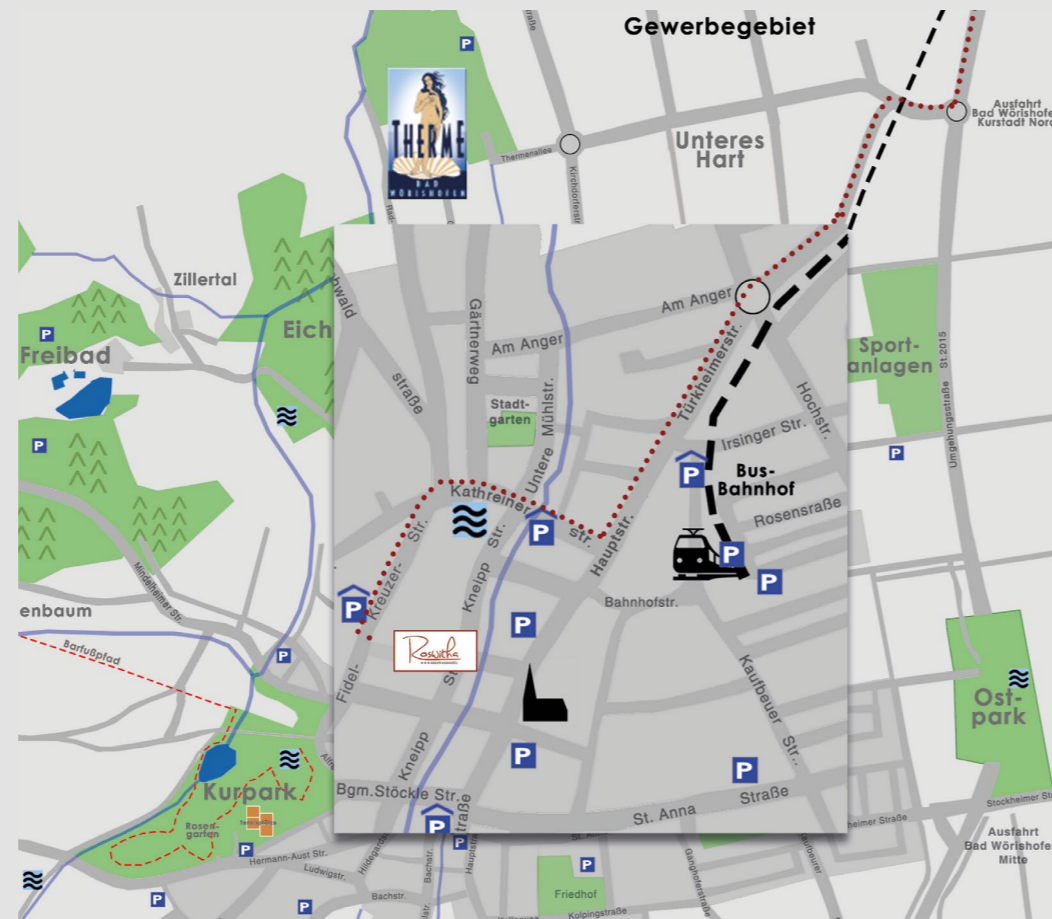 Gewerbegebiet
P
Ausfahrt
Bad Wörishofen
Kurstadt Nord
THERME
BAD
WÖRISHOFEN
Unteres
Hart
Thermenallee
Kirchdorferstr.
Zillertal
Eich
wald
straße
Gärtnerweg
Am Anger
Am Anger
P
Freibad
Sport-
anlagen
Umgehungsstraße St.2015
Türkheimerstr.
Hochstr.
Stadt-
garten
Untere Mühlstr.
Irsinger Str.
P
P
P
Bus-
Bahnhof
Kathreiner
str.
Hauptstr.
Rosensraße
P
P
P
Kreuzer-
Str.
Fidel-
Kneipp Str.
Bahnhofstr.
P
P
Mindelheimer Str.
enbaum
Barfußpfad
P
Roswitha
Kaufbeuer Str..
Ost-
park
Kneipp
P
P
Kurpark
Rosen-
garten
Bgm.Stöckle Str.
St. Anna
Straße
Stockheimer Str
heimer Straße
P
P
P
Hermann-Aust Str.
Ludwigstr.
Bachstr.
Bachstr.
Ausfahrt
Bad Wörishofen
Mitte
P
Friedhof
Ganghoferstraße
Kolpingstraße
P
P